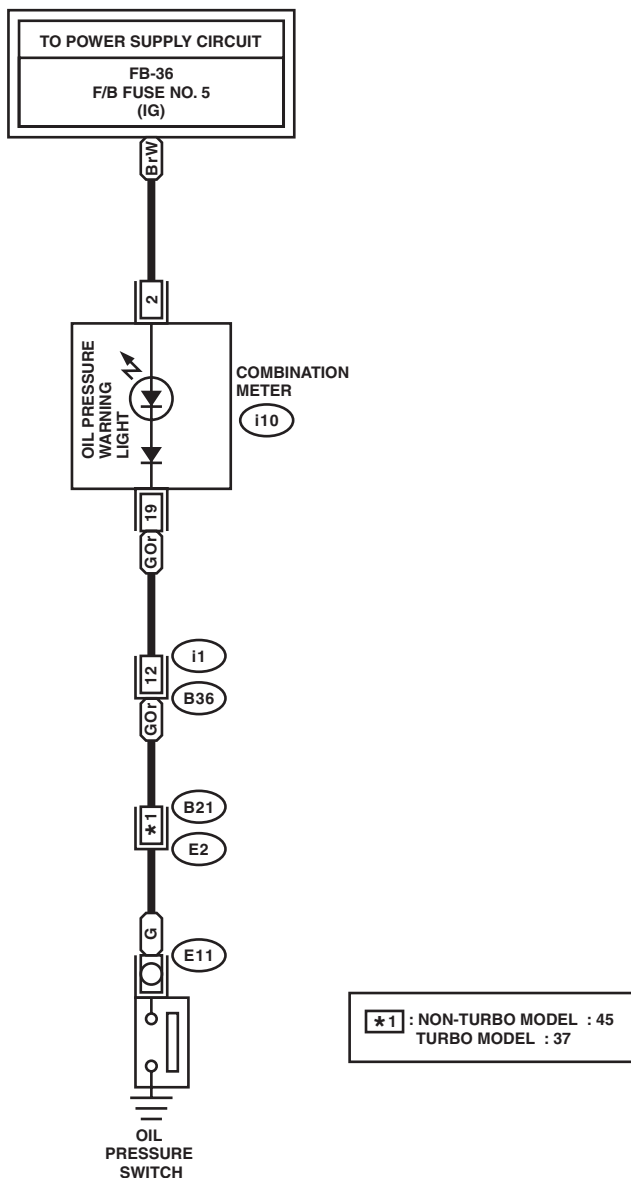 TO POWER SUPPLY CIRCUIT
FB-36
F/B FUSE NO. 5
(IG)
BrW
2
OIL PRESSURE
WARNING
LIGHT
COMBINATION
METER
i10
19
GOr
12
i1
B36
GOr
*1
B21
E2
G
E11
*1 : NON-TURBO MODEL : 45
TURBO MODEL : 37
OIL
PRESSURE
SWITCH